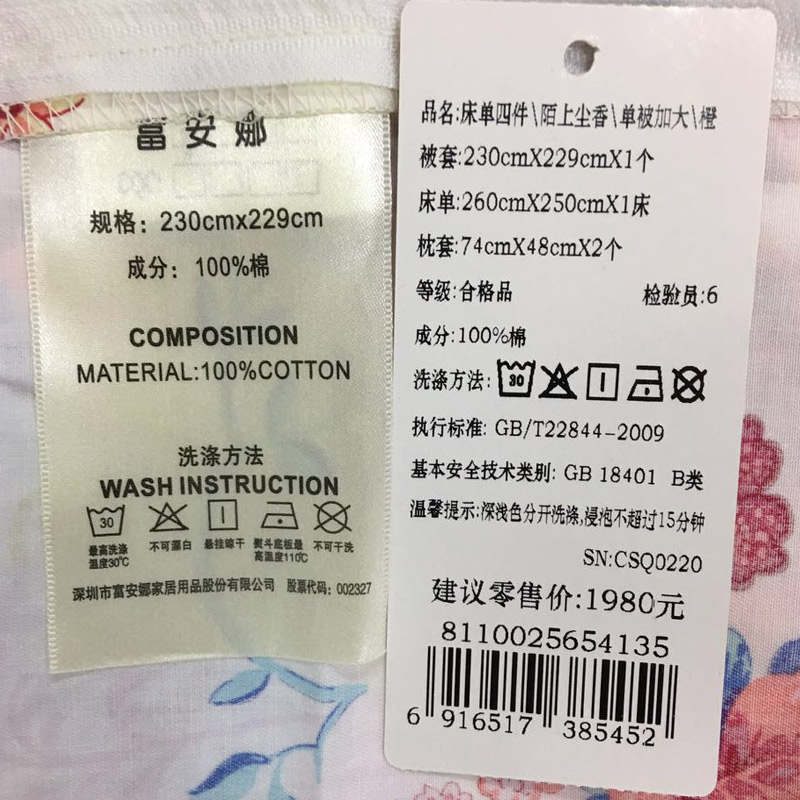 富安娜
规格：230cmx229cm
成分：100%棉
COMPOSITION
MATERIAL:100%COTTON
洗涤方法
WASH INSTRUCTION
30
最高洗涤温度30℃
不可漂白
悬挂晾干
熨斗底板最高温度110℃
不可干洗
深圳市富安娜家居用品股份有限公司 股票代码：002327
品名:床单四件\陌上尘香\单被加大\橙
被套:230cmX229cmX1个
床单:260cmX250cmX1床
枕套:74cmX48cmX2个
等级:合格品 检验员:6
成分:100%棉
洗涤方法: 30
执行标准: GB/T22844-2009
基本安全技术类别: GB 18401 B类
温馨提示:深浅色分开洗涤,浸泡不超过15分钟
SN:CSQ0220
建议零售价:1980元
8110025654135
6 916517 385452